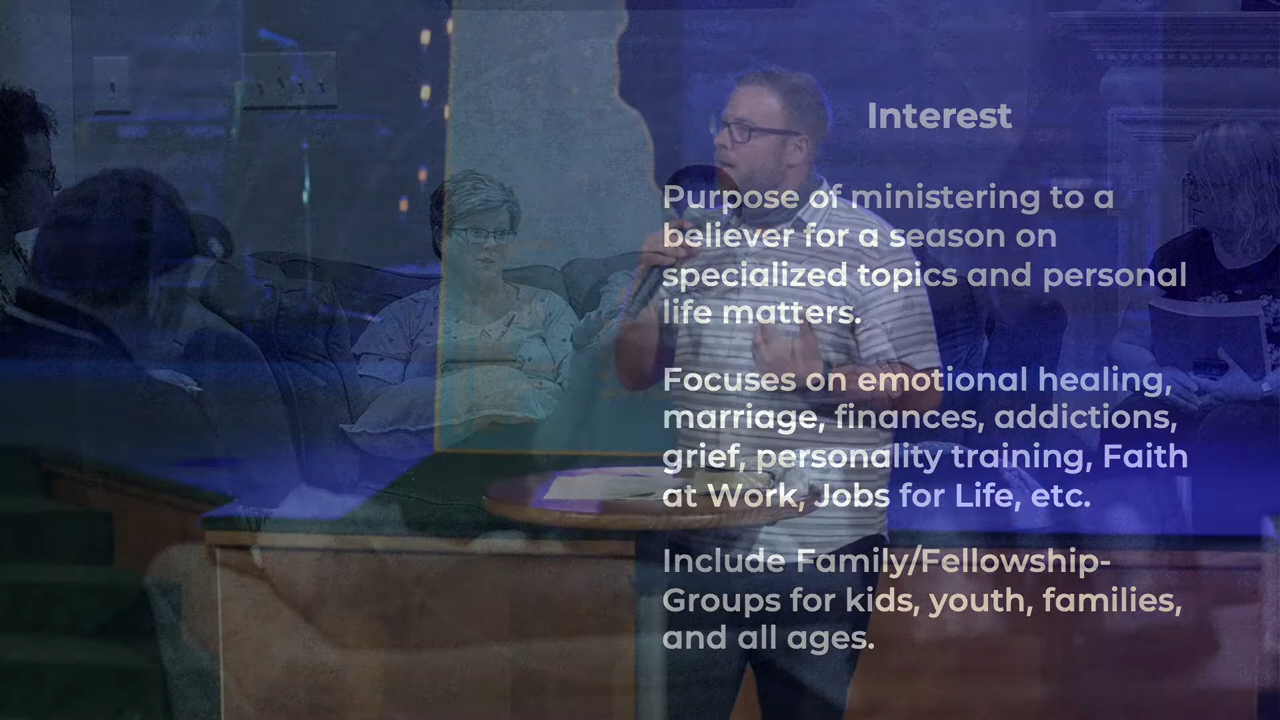 Interest
Purpose of ministering to a
believer for a season on
specialized topics and personal
life matters.
Focuses on emotional healing,
marriage, finances, addictions,
grief, personality training, Faith
at Work, Jobs for Life, etc.
Include Family/Fellowship-
Groups for kids, youth, families,
and all ages.